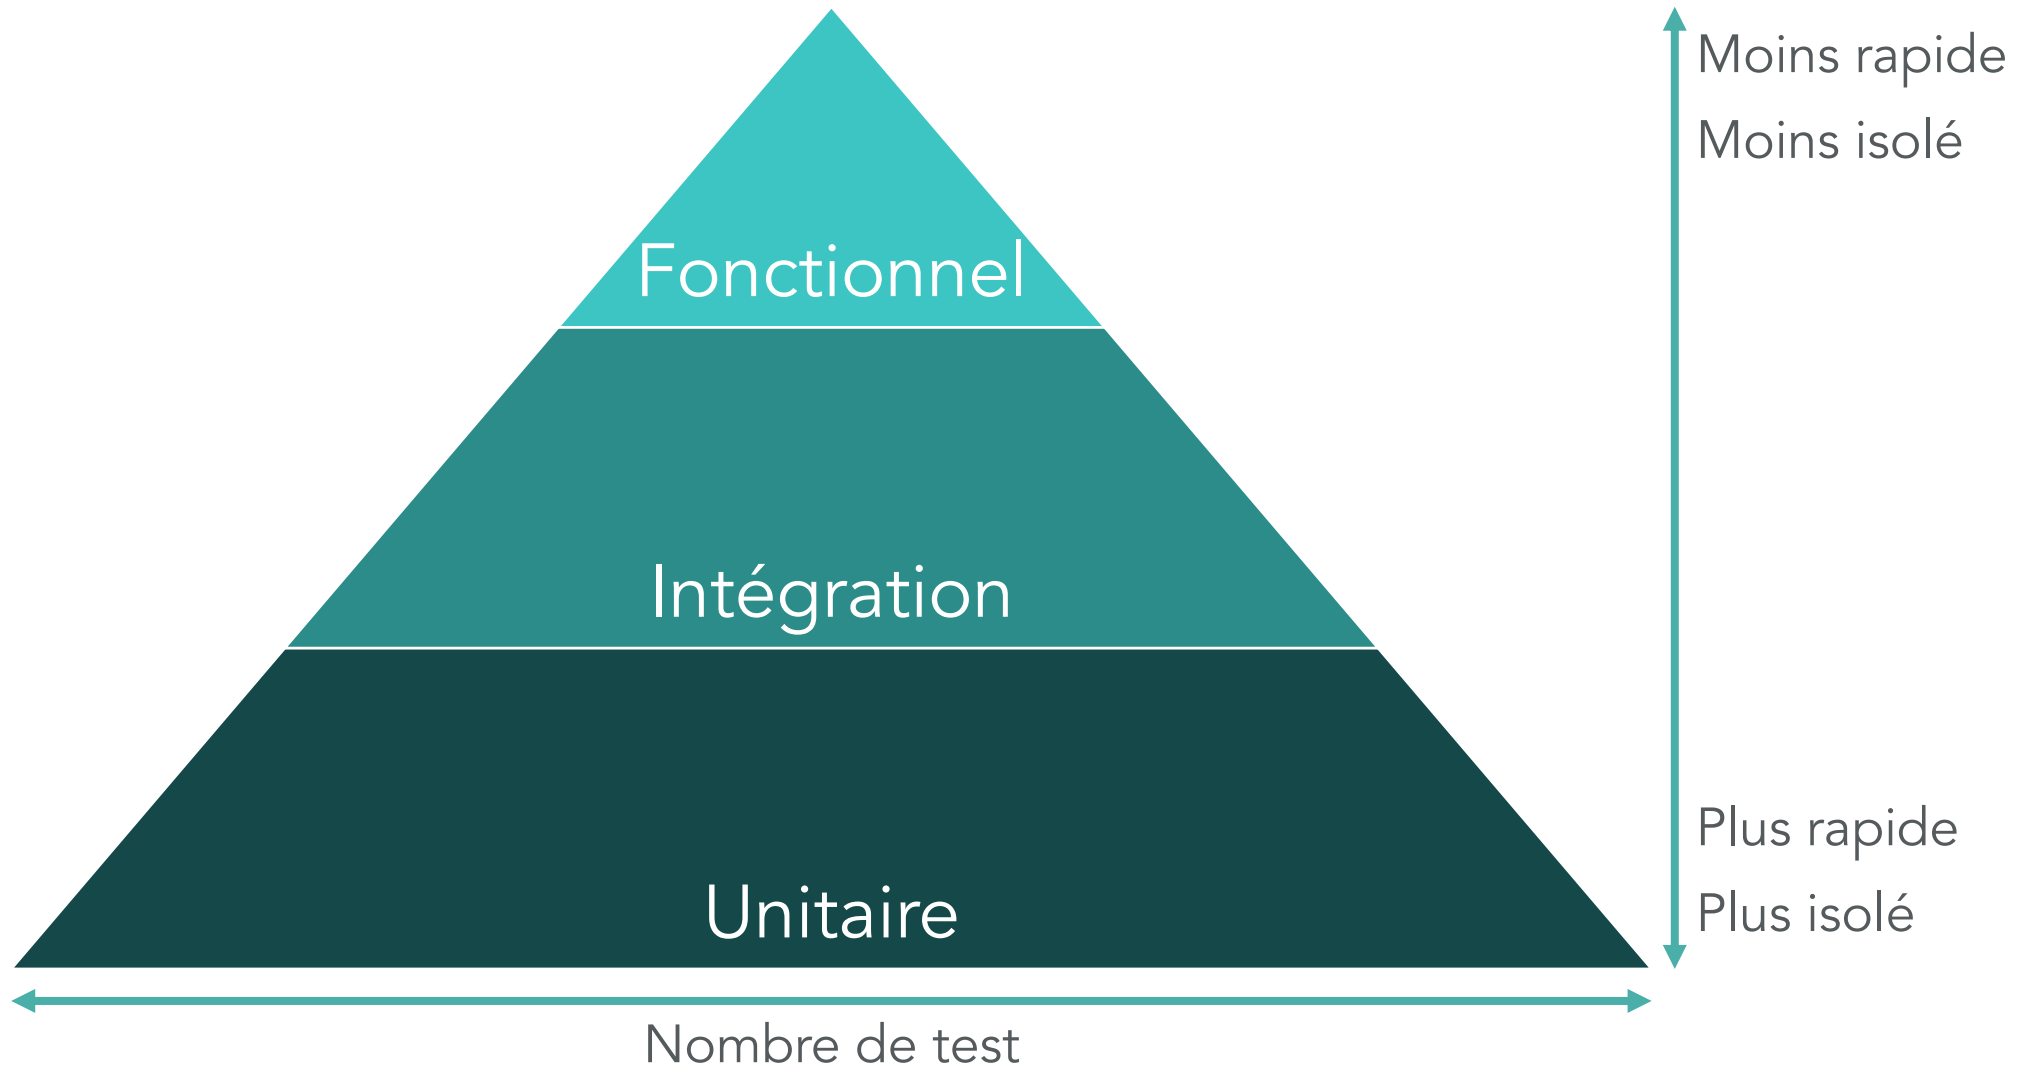 Moins rapide
Moins isolé
Fonctionnel
Intégration
Plus rapide
Plus isolé
Unitaire
Nombre de test